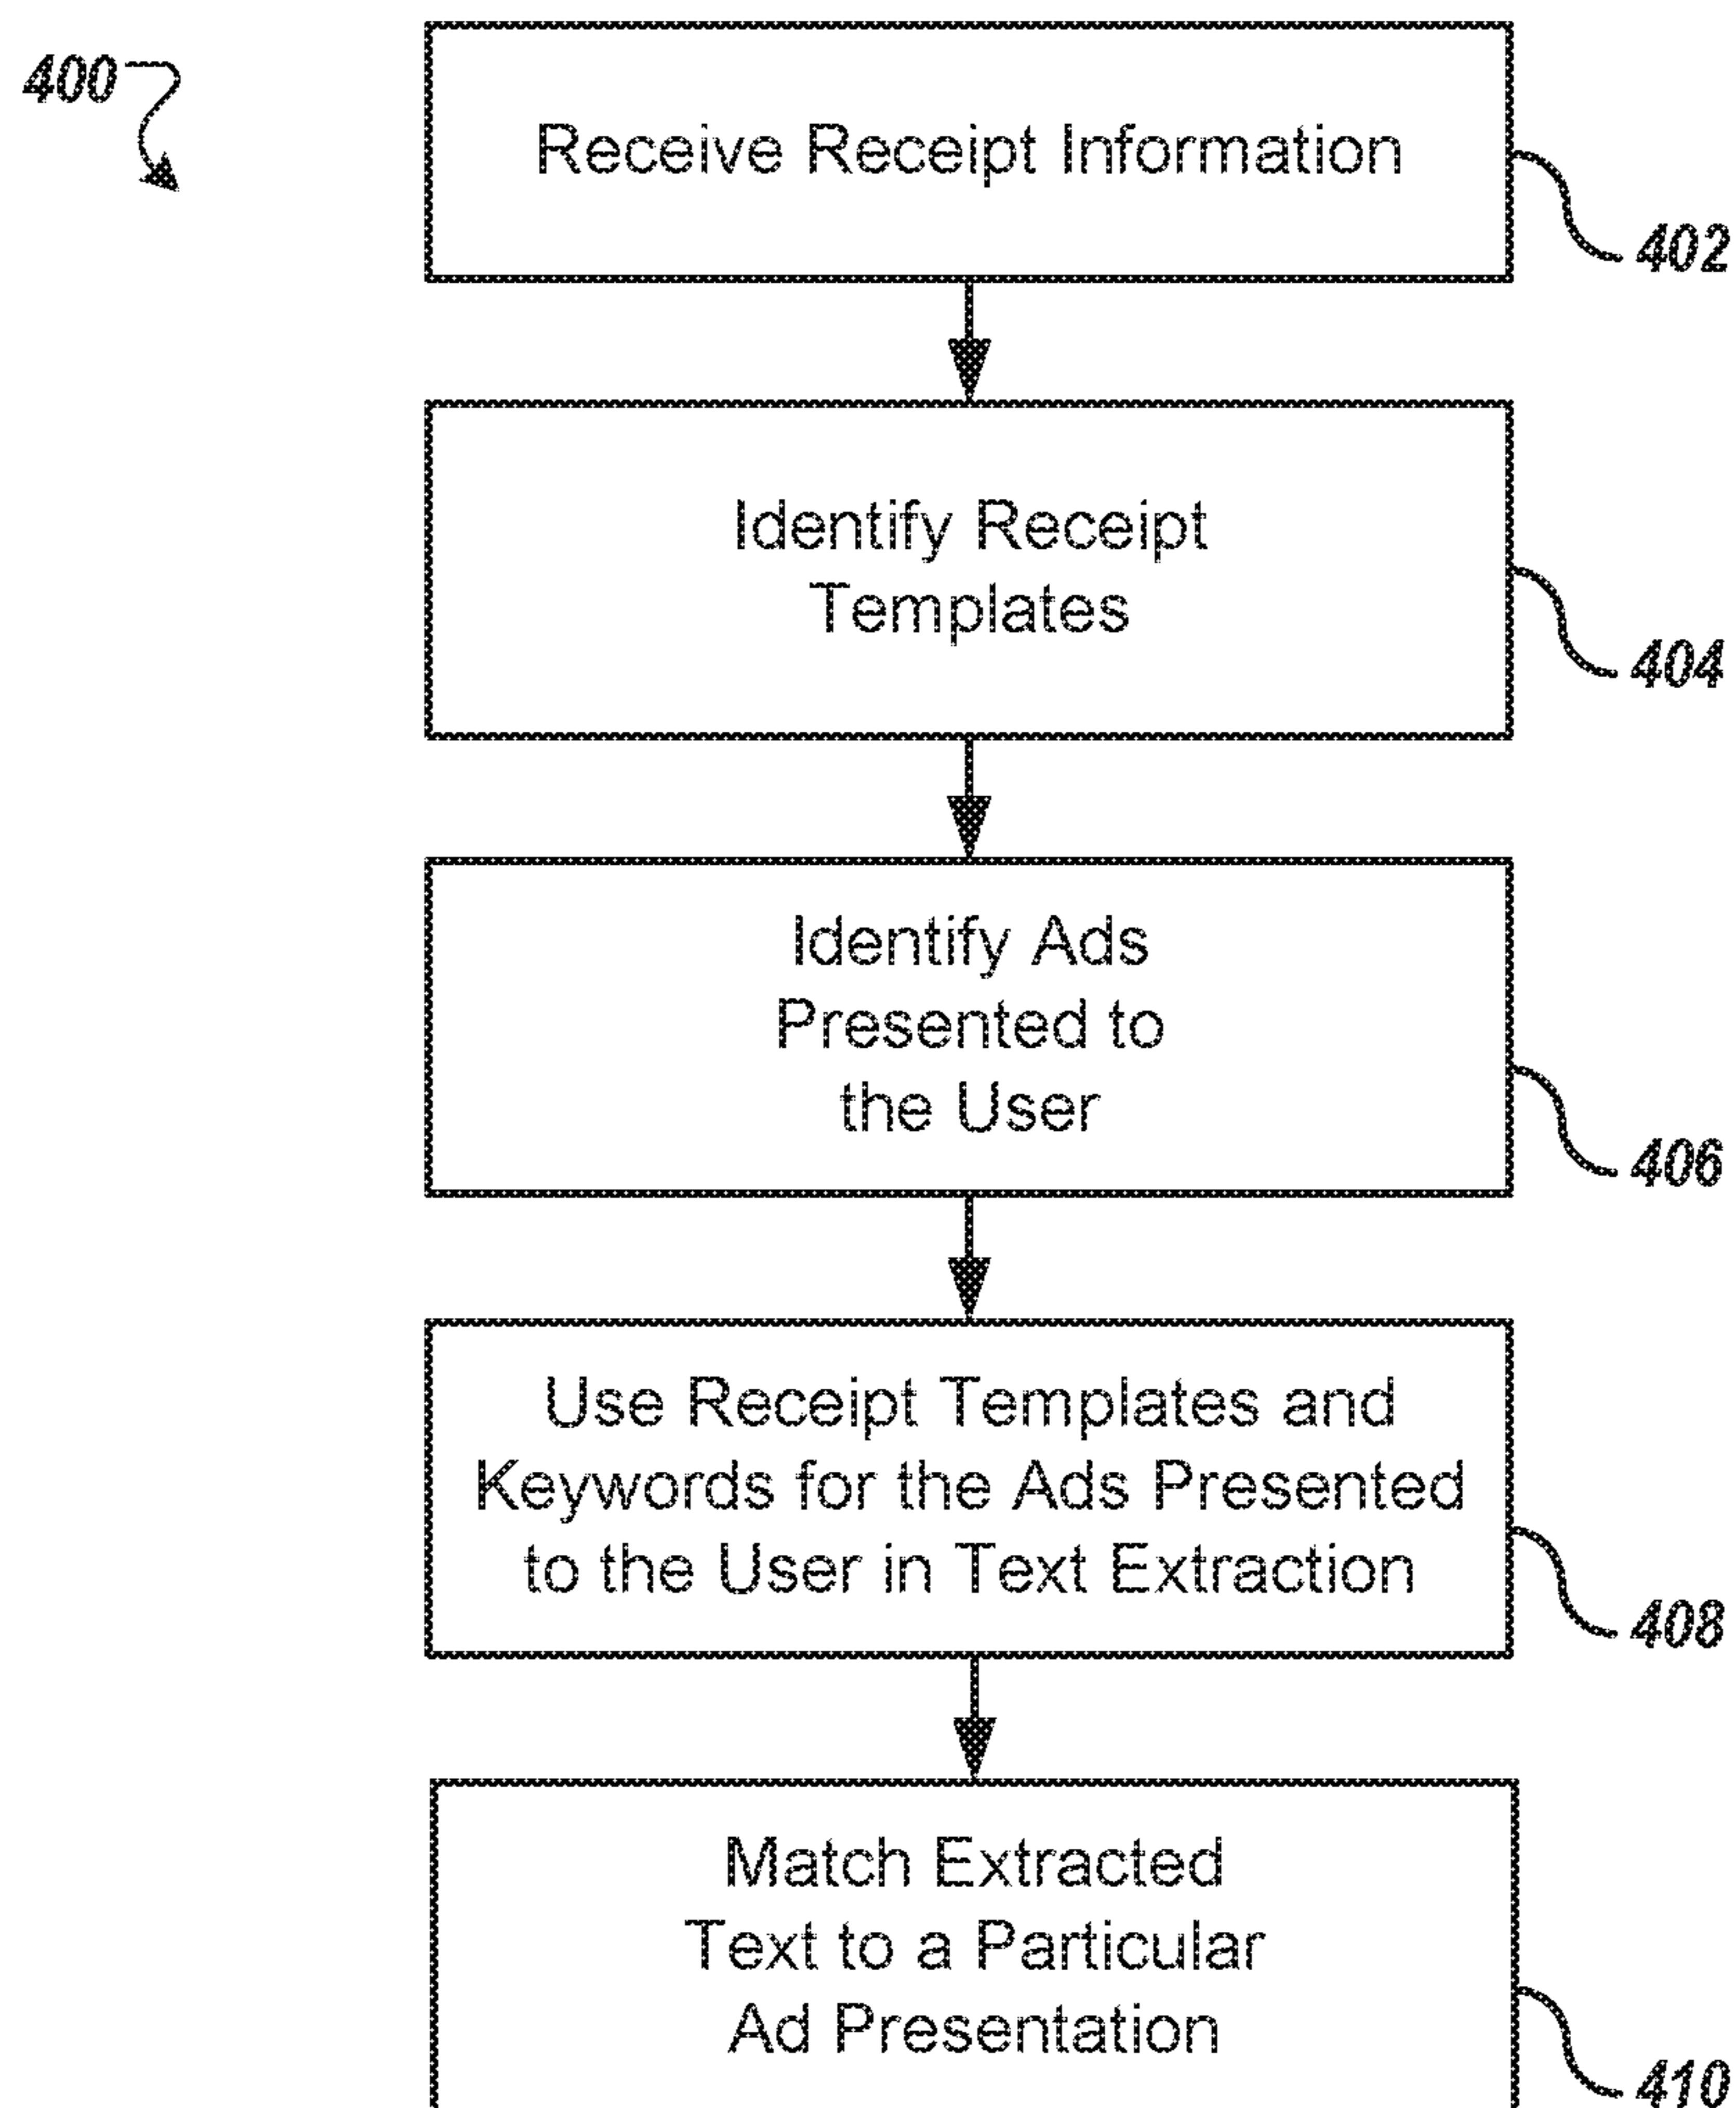 400
Receive Receipt Information
402
Identify Receipt
Templates
404
Identify Ads
Presented to
the User
406
Use Receipt Templates and
Keywords for the Ads Presented
to the User in Text Extraction
408
Match Extracted
Text to a Particular
Ad Presentation
410